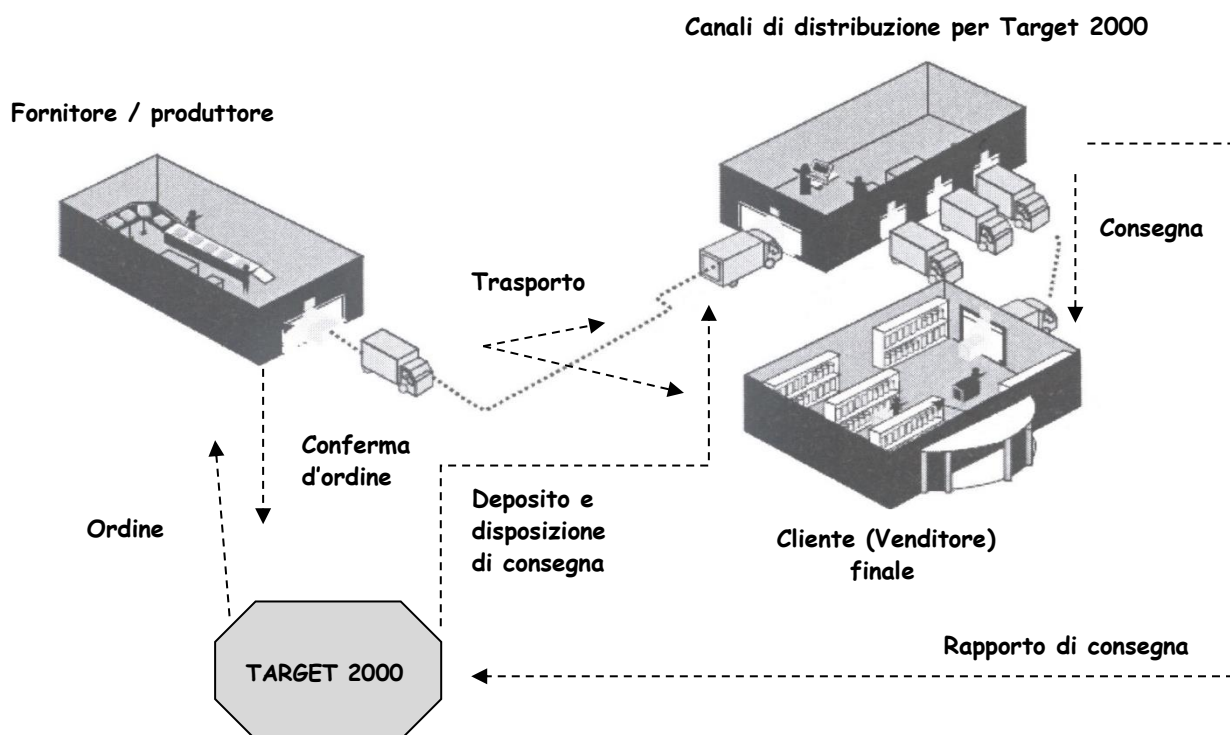 Canali di distribuzione per Target 2000
Fornitore / produttore
Consegna
Trasporto
Conferma
d'ordine
Ordine
Deposito e
disposizione
di consegna
Cliente (Venditore)
finale
Rapporto di consegna
TARGET 2000